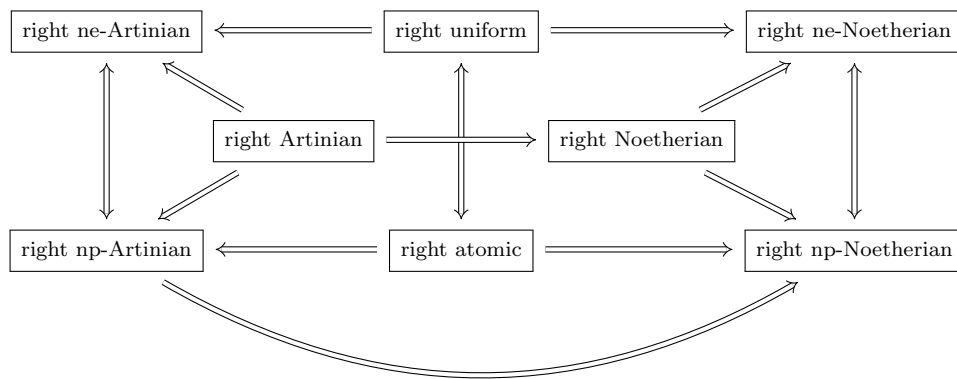 right ne-Artinian
right uniform
right ne-Noetherian
right Artinian
right Noetherian
right np-Artinian
right atomic
right np-Noetherian